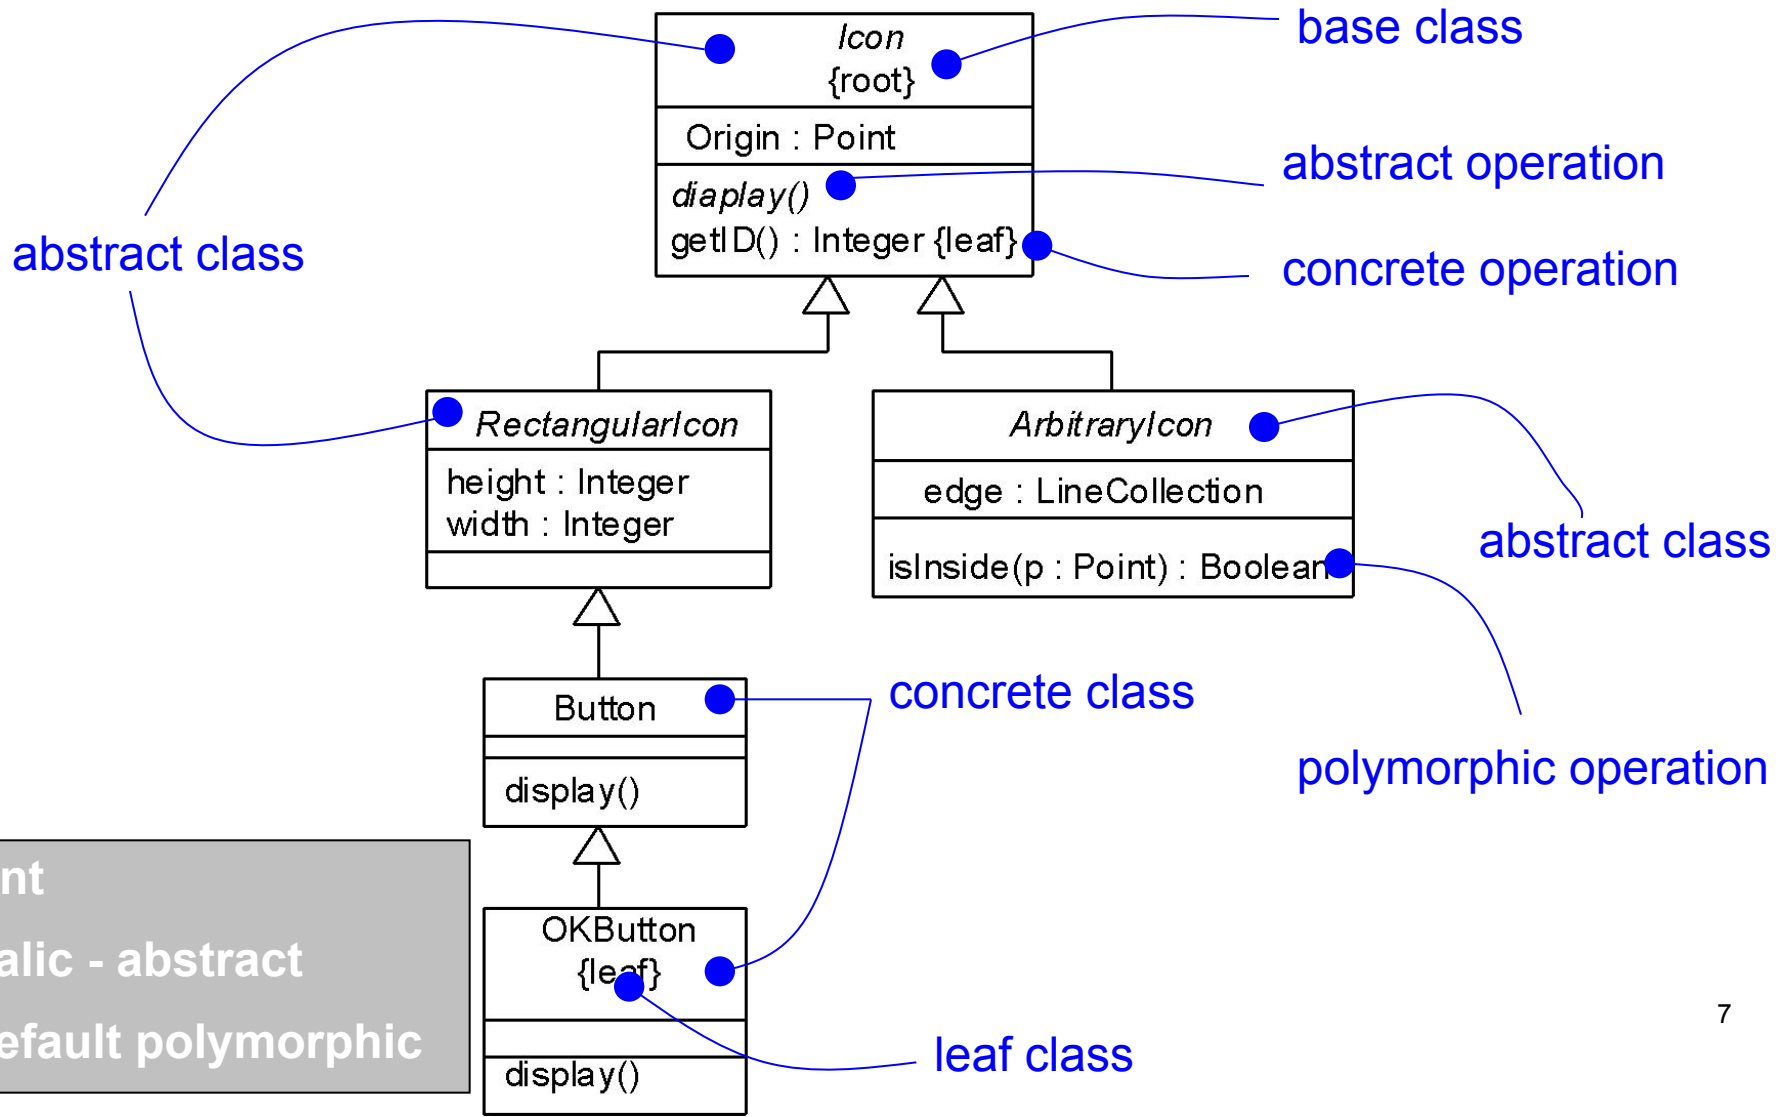 base class
Icon
{root}
Origin : Point
abstract operation
diaplay()
getID() : Integer {leaf}
abstract class
concrete operation
RectangularIcon
ArbitraryIcon
height : Integer
width : Integer
edge : LineCollection
abstract class
isInside(p : Point) : Boolean
concrete class
Button
polymorphic operation
display()
nt
alic - abstract
efault polymorphic
OKButton
{leaf}
display()
leaf class
7